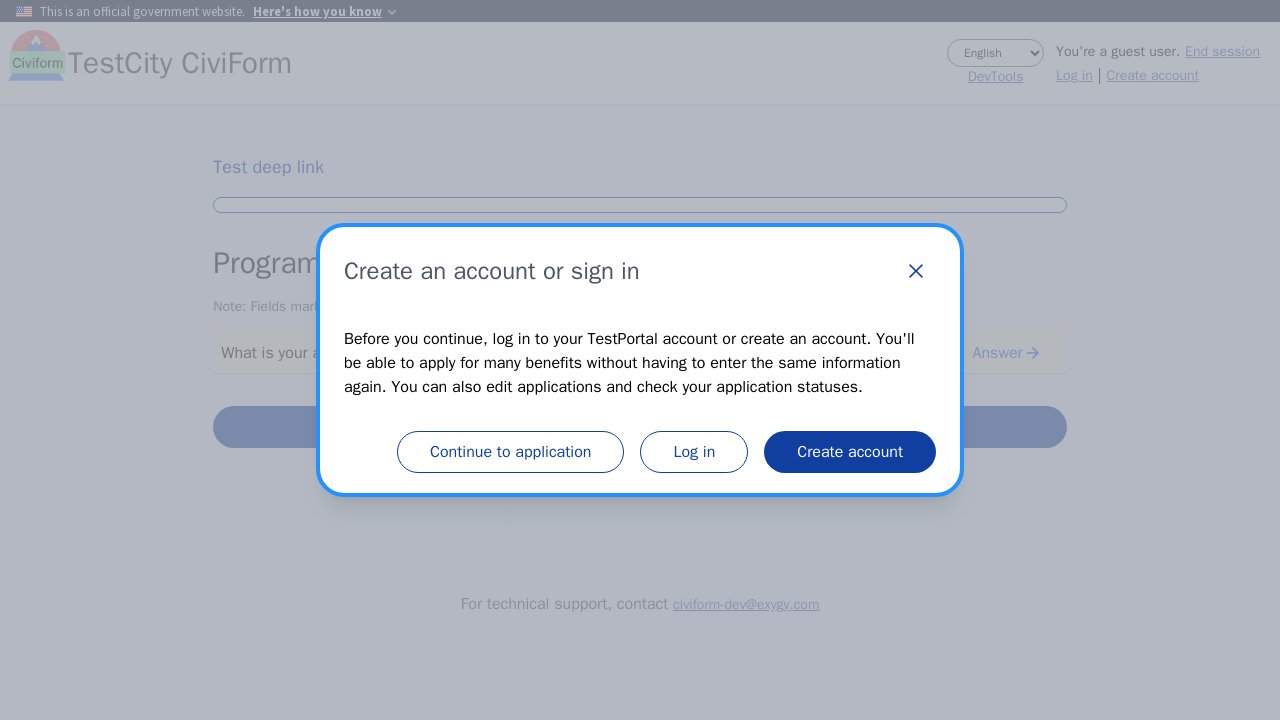 This is an official government website. Here's how you know
Civiform
TestCity CiviForm
English
You're a guest user. End session
DevTools
Log in | Create account
Test deep link
Program
Note: Fields mark
What is your a
Answer
Create an account or sign in
Before you continue, log in to your TestPortal account or create an account. You'll
be able to apply for many benefits without having to enter the same information
again. You can also edit applications and check your application statuses.
Continue to application
Log in
Create account
For technical support, contact civiform-dev@exygy.com